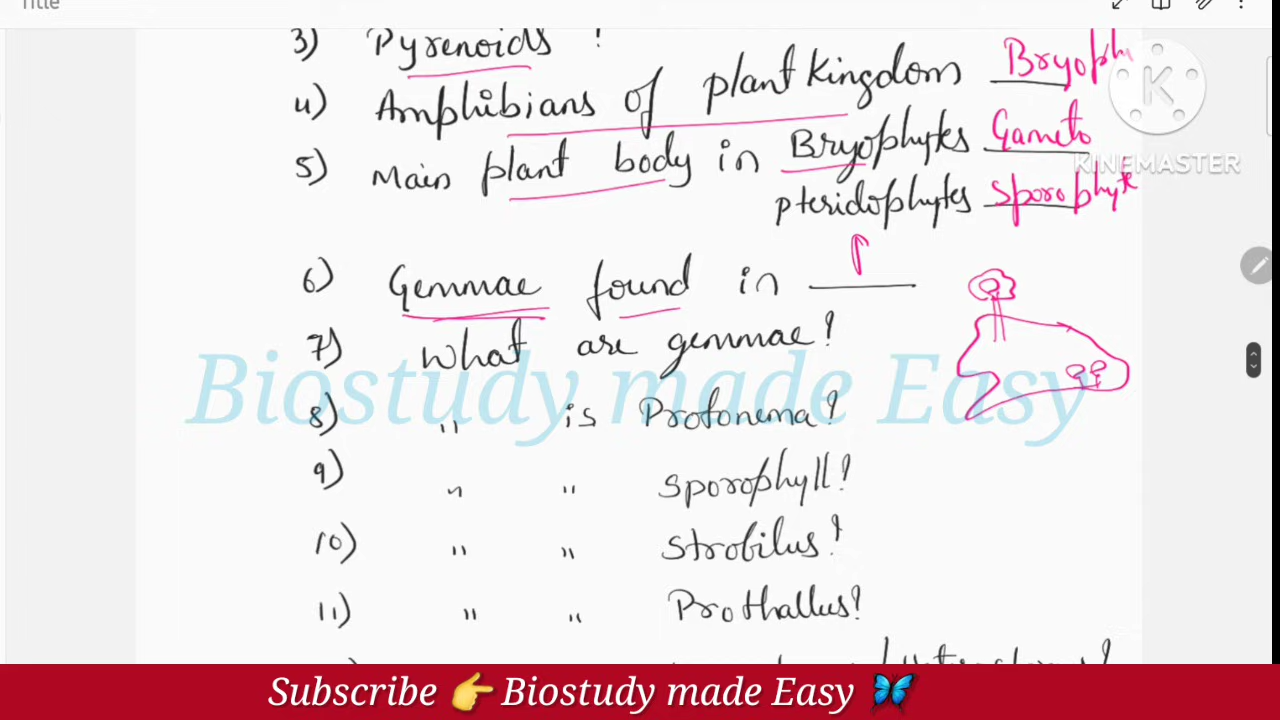 Title
3) Pyrenoids ?
4) Amphibians of plant Kingdom Bryoph
5) Main plant body in Bryophytes Gameto
pteridophytes Sporophyte
KINEMASTER
6) Gemmae found in
7) What are gemmae?
8) " is Protonema?
9) " " Sporophyll?
10) " " Strobilus?
11) " " Prothallus?
Biostudy made Easy
Subscribe 👉 Biostudy made Easy 🦋